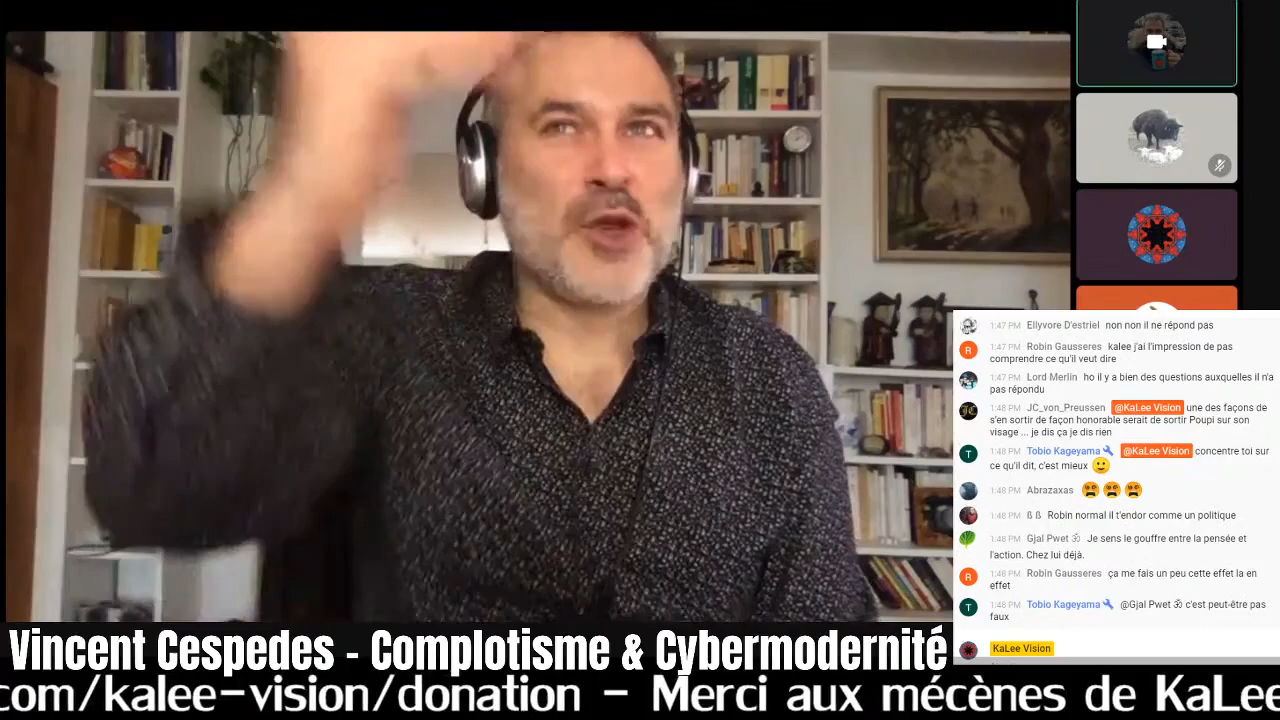 1:47 PM Ellyvore D'estriel non non il ne répond pas
1:47 PM Robin Gausseres kalee j'ai l'impression de pas
comprendre ce qu'il veut dire
1:47 PM Lord Merlin ho il y a bien des questions auxquelles il n'a
pas répondu
1:48 PM JC_von_Preussen @KaLee Vision une des façons de
s'en sortir de façon honorable serait de sortir Poupi sur son
visage ... je dis ça je dis rien
1:48 PM Tobio Kageyama @KaLee Vision concentre toi sur
ce qu'il dit, c'est mieux 🙂
1:48 PM Abrazaxas
1:48 PM ß ß Robin normal il t'endor comme un politique
1:48 PM Gjal Pwet ॐ Je sens le gouffre entre la pensée et
l'action. Chez lui déjà.
1:48 PM Robin Gausseres ça me fais un peu cette effet la en
effet
1:48 PM Tobio Kageyama @Gjal Pwet ॐ c'est peut-être pas
faux
KaLee Vision
Vincent Cespedes - Complotisme & Cybermodernité
com/kalee-vision/donation - Merci aux mécènes de KaLee